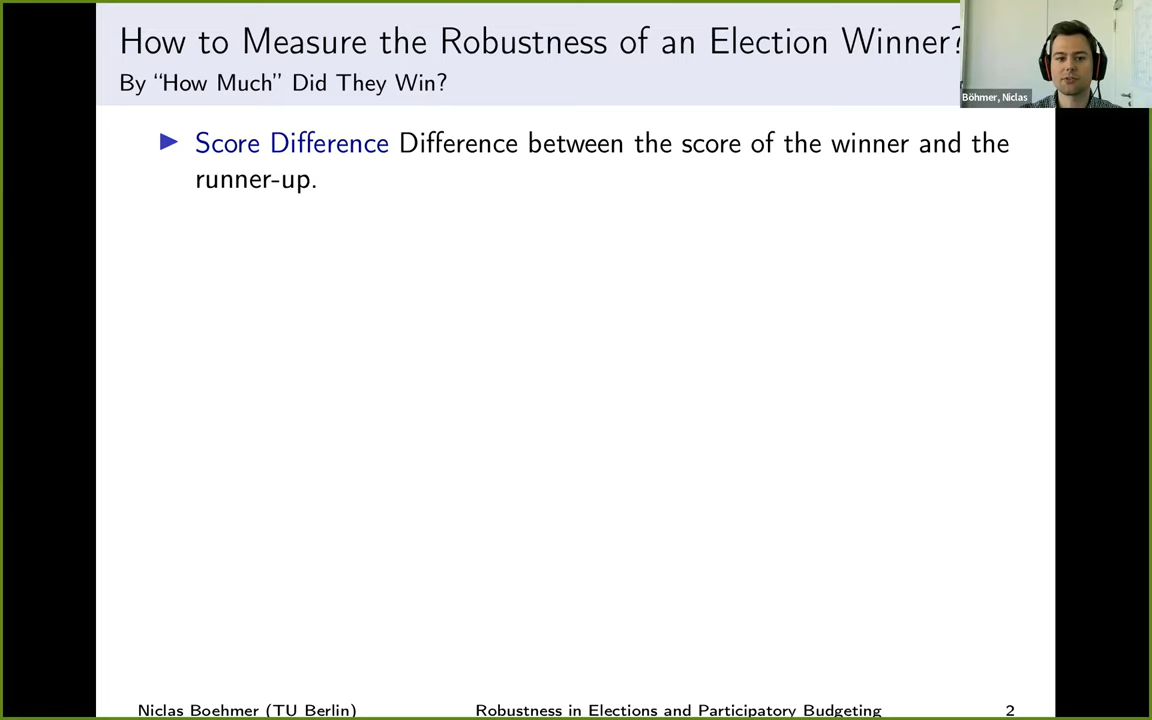 How to Measure the Robustness of an Election Winner?
By “How Much” Did They Win?
Böhmer, Niclas
▶ Score Difference Difference between the score of the winner and the
runner-up.
Niclas Boehmer (TU Berlin) Robustness in Elections and Participatory Budgeting 2